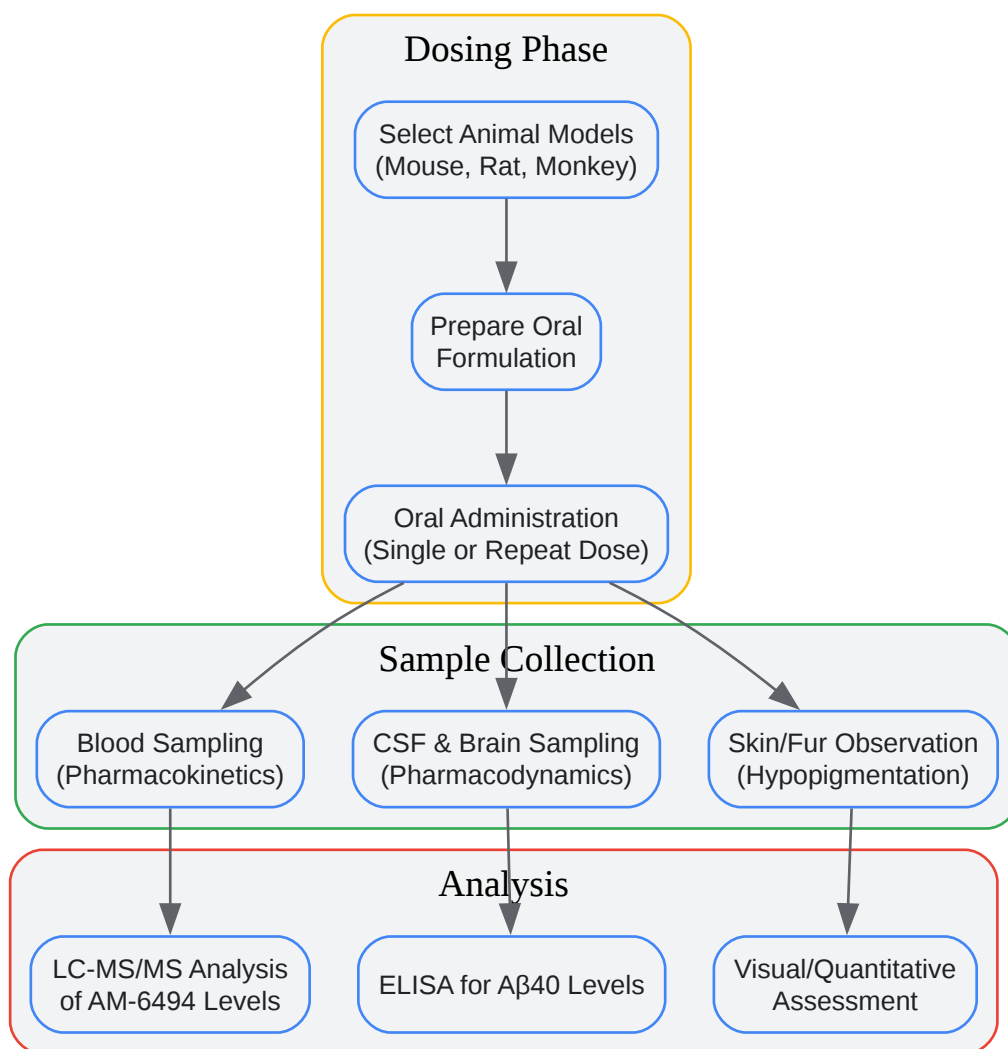 Dosing Phase
Select Animal Models
(Mouse, Rat, Monkey)
Prepare Oral
Formulation
Oral Administration
(Single or Repeat Dose)
Sample Collection
Blood Sampling
(Pharmacokinetics)
CSF & Brain Sampling
(Pharmacodynamics)
Skin/Fur Observation
(Hypopigmentation)
Analysis
LC-MS/MS Analysis
of AM-6494 Levels
ELISA for Aβ40 Levels
Visual/Quantitative
Assessment